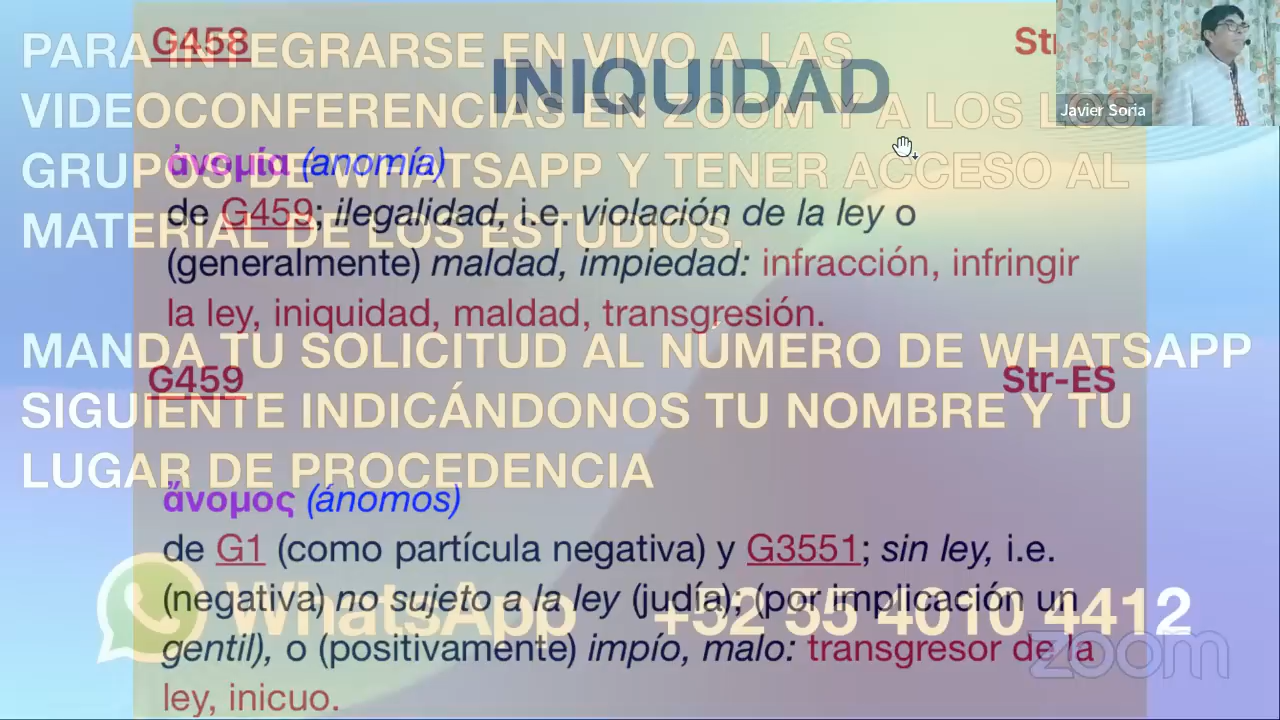 PARA INTEGRARSE EN VIVO A LAS
VIDEOCONFERENCIAS EN ZOOM Y A LOS LOS
GRUPOS DE WHATSAPP Y TENER ACCESO AL
MATERIAL DE LOS ESTUDIOS.
MANDA TU SOLICITUD AL NÚMERO DE WHATSAPP
SIGUIENTE INDICÁNDONOS TU NOMBRE Y TU
LUGAR DE PROCEDENCIA
WhatsApp +52 55 4010 4412
G458
INIQUIDAD
ἀνομία (anomía)
de G459; ilegalidad, i.e. violación de la ley o
(generalmente) maldad, impiedad: infracción, infringir
la ley, iniquidad, maldad, transgresión.
G459 Str-ES
ἄνομος (ánomos)
de G1 (como partícula negativa) y G3551; sin ley, i.e.
(negativa) no sujeto a la ley (judía); (por implicación un
gentil), o (positivamente) impío, malo: transgresor de la
ley, inicuo.
Javier Soria
zoom